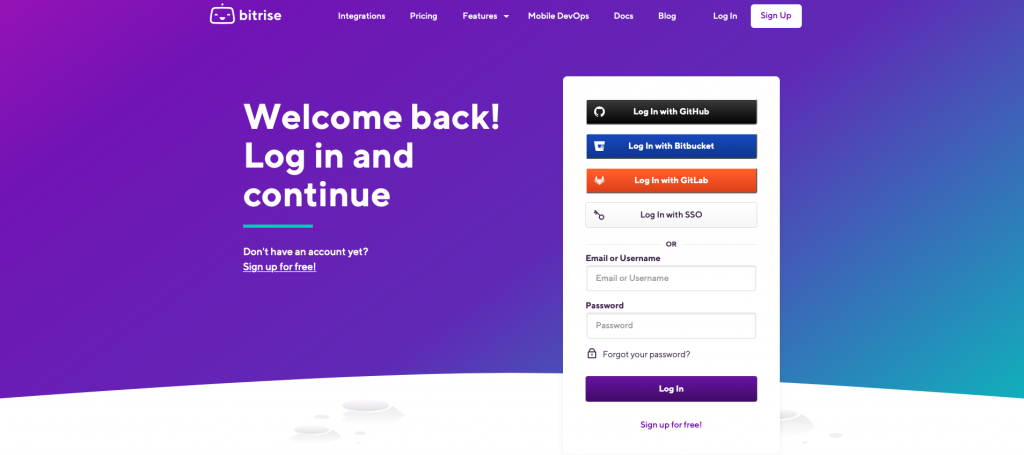 bitrise
Integrations
Pricing
Features
Mobile DevOps
Docs
Blog
Log In
Sign Up
Welcome back!
Log in and
continue
Don't have an account yet?
Sign up for free!
Log In with GitHub
Log In with Bitbucket
Log In with GitLab
Log In with SSO
OR
Email or Username
Email or Username
Password
Password
Forgot your password?
Log In
Sign up for free!